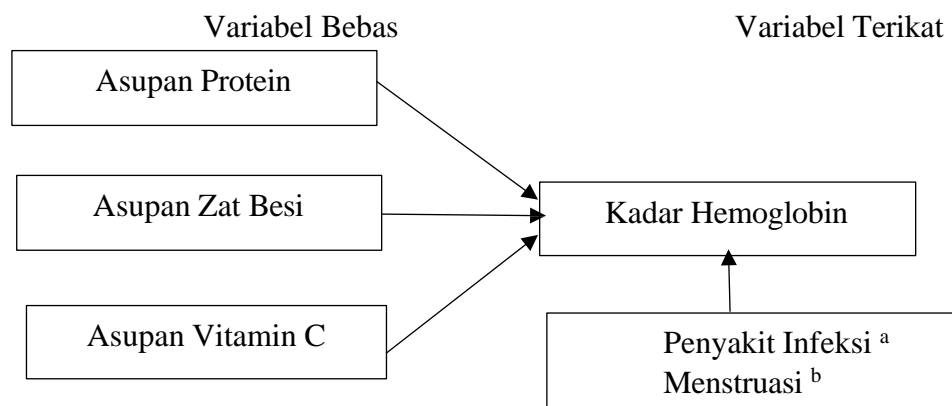 Variabel Bebas
Variabel Terikat
Asupan Protein
Asupan Zat Besi
Kadar Hemoglobin
Asupan Vitamin C
Penyakit Infeksi ᵃ
Menstruasi ᵇ